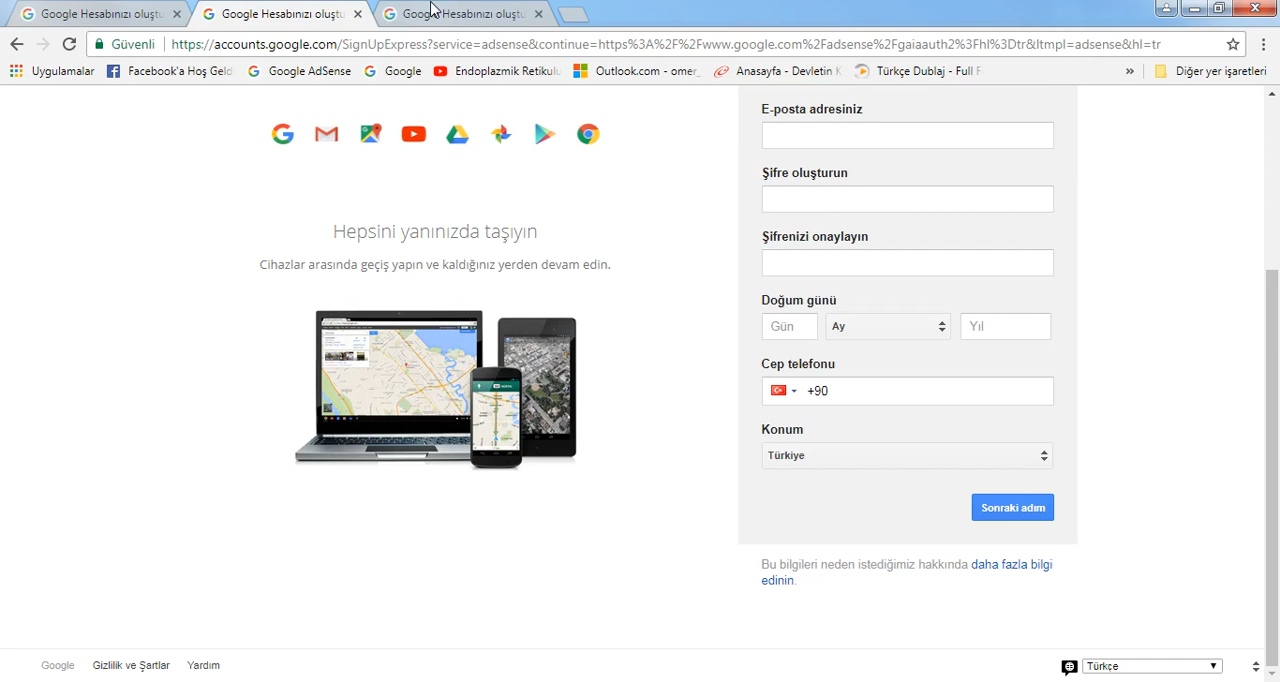 Google Hesabınızı oluştu
Google Hesabınızı oluştu
Google Hesabınızı oluştu
Güvenli
https://accounts.google.com/SignUpExpress?service=adsense&continue=https%3A%2F%2Fwww.google.com%2Fadsense%2Fgaiaauth2%3Fhl%3Dtr&ltmpl=adsense&hl=tr
Uygulamalar
Facebook'a Hoş Geld
Google AdSense
Google
Endoplazmik Retikulu
Outlook.com - omer_
Anasayfa - Devletin K
Türkçe Dublaj - Full F
»
Diğer yer işaretleri
Hepsini yanınızda taşıyın
Cihazlar arasında geçiş yapın ve kaldığınız yerden devam edin.
E-posta adresiniz
Şifre oluşturun
Şifrenizi onaylayın
Doğum günü
Gün
Ay
Yıl
Cep telefonu
+90
Konum
Türkiye
Sonraki adım
Bu bilgileri neden istediğimiz hakkında daha fazla bilgi
edinin.
Google
Gizlilik ve Şartlar
Yardım
Türkçe